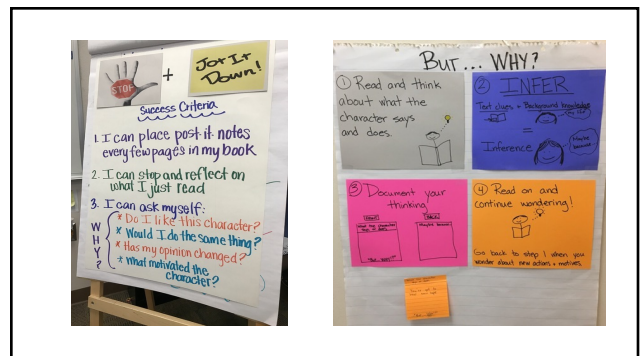 STOP
+
Jot It
Down!
Success Criteria
1. I can place post it notes
every few pages in my book
2. I can stop and reflect on
what I just read
3. I can ask myself:
WHY?
* Do I like this character?
* Would I do the same thing?
* Has my opinion changed?
* What motivated the
character?
BUT... WHY?
① Read and think
about what the
character says
and does.
② INFER
Text clues + Background knowledge
=
Inference
Maybe
because
③ Document your
thinking
④ Read on and
continue wondering!
Go back to step 1 when you
wonder about new actions + motives.